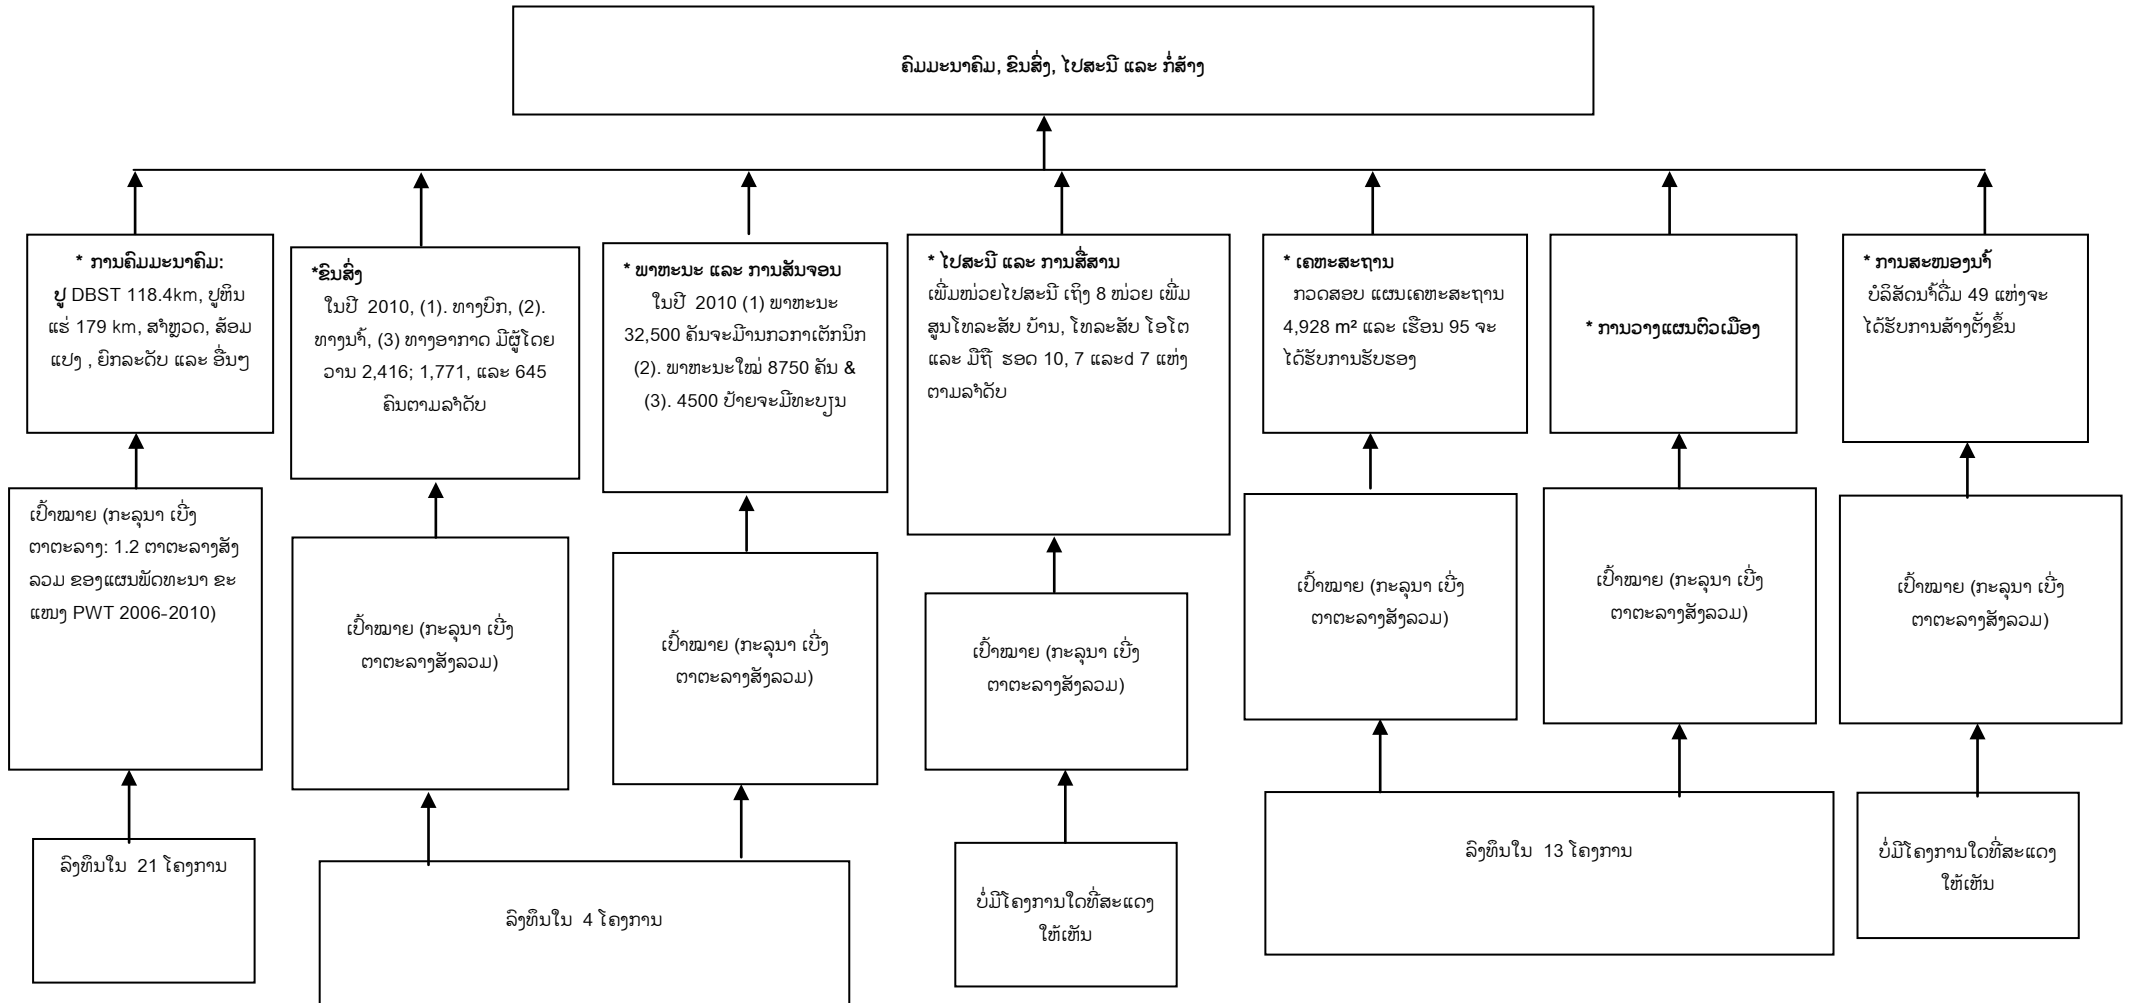 ຄົມມະນາຄົມ, ຂົນສົ່ງ, ໄປສະນີ ແລະ ກໍ່ສ້າງ
* ການຄົມມະນາຄົມ:
ປູ DBST 118.4km, ປູຫິນ
ແຮ່ 179 km, ສຳຫຼວດ, ສ້ອມ
ແປງ , ຍົກລະດັບ ແລະ ອື່ນໆ
*ຂົນສົ່ງ
ໃນປີ 2010, (1). ທາງບົກ, (2).
ທາງນ້ຳ, (3) ທາງອາກາດ ມີຜູ້ໂດຍ
ວານ 2,416; 1,771, ແລະ 645
ຄົນຕາມລຳດັບ
* ພາຫະນະ ແລະ ການສັນຈອນ
ໃນປີ 2010 (1) ພາຫະນະ
32,500 ຄັນຈະມີານກວກາເຕັກນິກ
(2). ພາຫະນະໃໝ່ 8750 ຄັນ &
(3). 4500 ປ້າຍຈະມີທະບຽນ
* ໄປສະນີ ແລະ ການສື່ສານ
ເພີ່ມໜ່ວຍໄປສະນີ ເຖິງ 8 ໜ່ວຍ ເພີ່ມ
ສູນໂທລະສັບ ບ້ານ, ໂທລະສັບ ໂອໂຕ
ແລະ ມືຖື ຮອດ 10, 7 ແລະd 7 ແຫ່ງ
ຕາມລຳດັບ
* ເຄຫະສະຖານ
ກວດສອບ ແຜນເຄຫະສະຖານ
4,928 m² ແລະ ເຮືອນ 95 ຈະ
ໄດ້ຮັບການຮັບຮອງ
* ການວາງແຜນຕົວເມືອງ
* ການສະໜອງນ້ຳ
ບໍລິສັດນ້ຳດື່ມ 49 ແຫ່ງຈະ
ໄດ້ຮັບການສ້າງຕັ້ງຂຶ້ນ
ເປົ້າໝາຍ (ກະລຸນາ ເບີ່ງ
ຕາຕະລາງ: 1.2 ຕາຕະລາງສັງ
ລວມ ຂອງແຜນພັດທະນາ ຂະ
ແໜງ PWT 2006-2010)
ເປົ້າໝາຍ (ກະລຸນາ ເບີ່ງ
ຕາຕະລາງສັງລວມ)
ເປົ້າໝາຍ (ກະລຸນາ ເບີ່ງ
ຕາຕະລາງສັງລວມ)
ເປົ້າໝາຍ (ກະລຸນາ ເບີ່ງ
ຕາຕະລາງສັງລວມ)
ເປົ້າໝາຍ (ກະລຸນາ ເບີ່ງ
ຕາຕະລາງສັງລວມ)
ເປົ້າໝາຍ (ກະລຸນາ ເບີ່ງ
ຕາຕະລາງສັງລວມ)
ເປົ້າໝາຍ (ກະລຸນາ ເບີ່ງ
ຕາຕະລາງສັງລວມ)
ລົງທຶນໃນ 21 ໂຄງການ
ລົງທຶນໃນ 4 ໂຄງການ
ບໍ່ມີໂຄງການໃດທີ່ສະແດງ
ໃຫ້ເຫັນ
ລົງທຶນໃນ 13 ໂຄງການ
ບໍ່ມີໂຄງການໃດທີ່ສະແດງ
ໃຫ້ເຫັນ